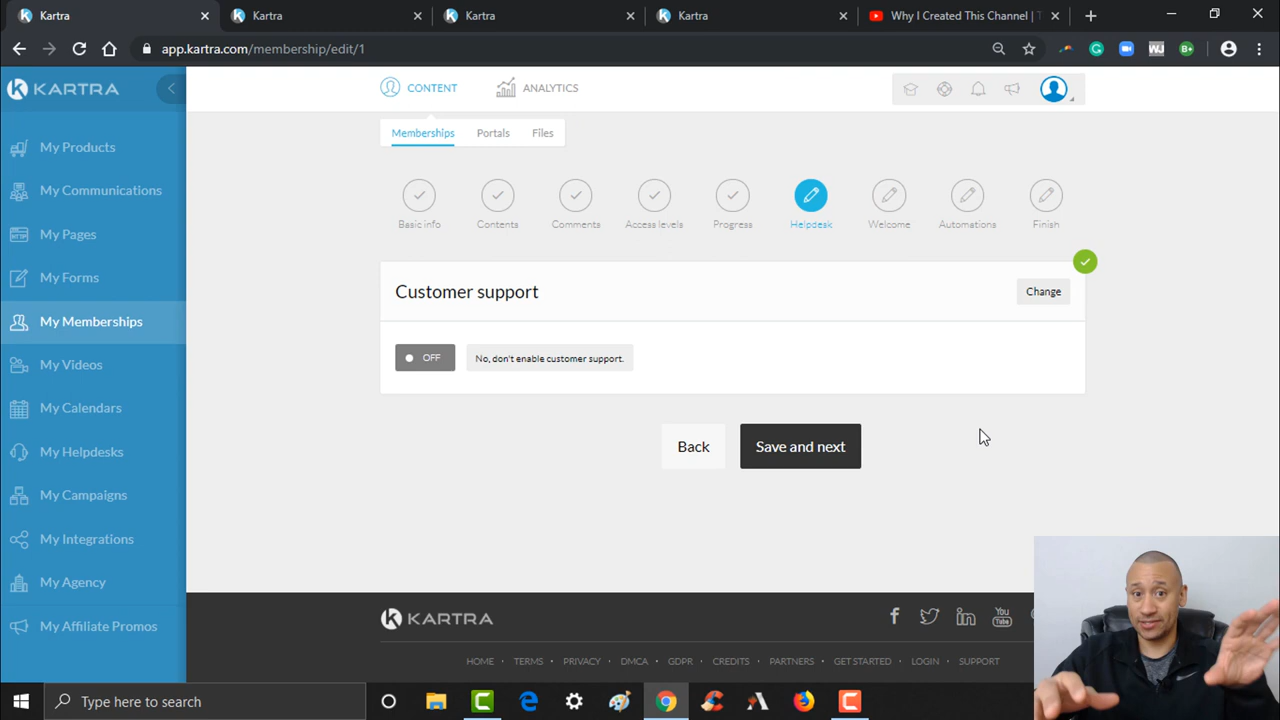 Kartra
Kartra
Kartra
Kartra
Why I Created This Channel | T
app.kartra.com/membership/edit/1
KARTRA
CONTENT
ANALYTICS
Memberships
Portals
Files
My Products
My Communications
My Pages
My Forms
My Memberships
My Videos
My Calendars
My Helpdesks
My Campaigns
My Integrations
My Agency
My Affiliate Promos
Basic info
Contents
Comments
Access levels
Progress
Helpdesk
Welcome
Automations
Finish
Customer support
Change
OFF
No, don't enable customer support.
Back
Save and next
KARTRA
You
Tube
HOME · TERMS · PRIVACY · DMCA · GDPR · CREDITS · PARTNERS · GET STARTED · LOGIN · SUPPORT
Type here to search